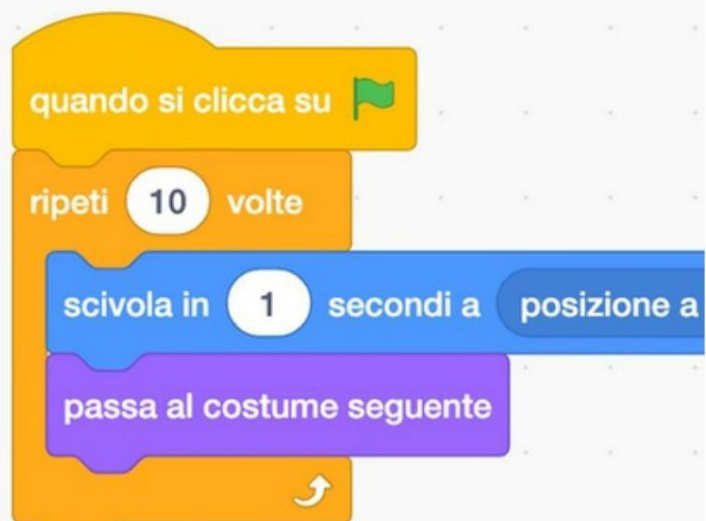 quando si clicca su
ripeti 10 volte
scivola in 1 secondi a posizione a
passa al costume seguente